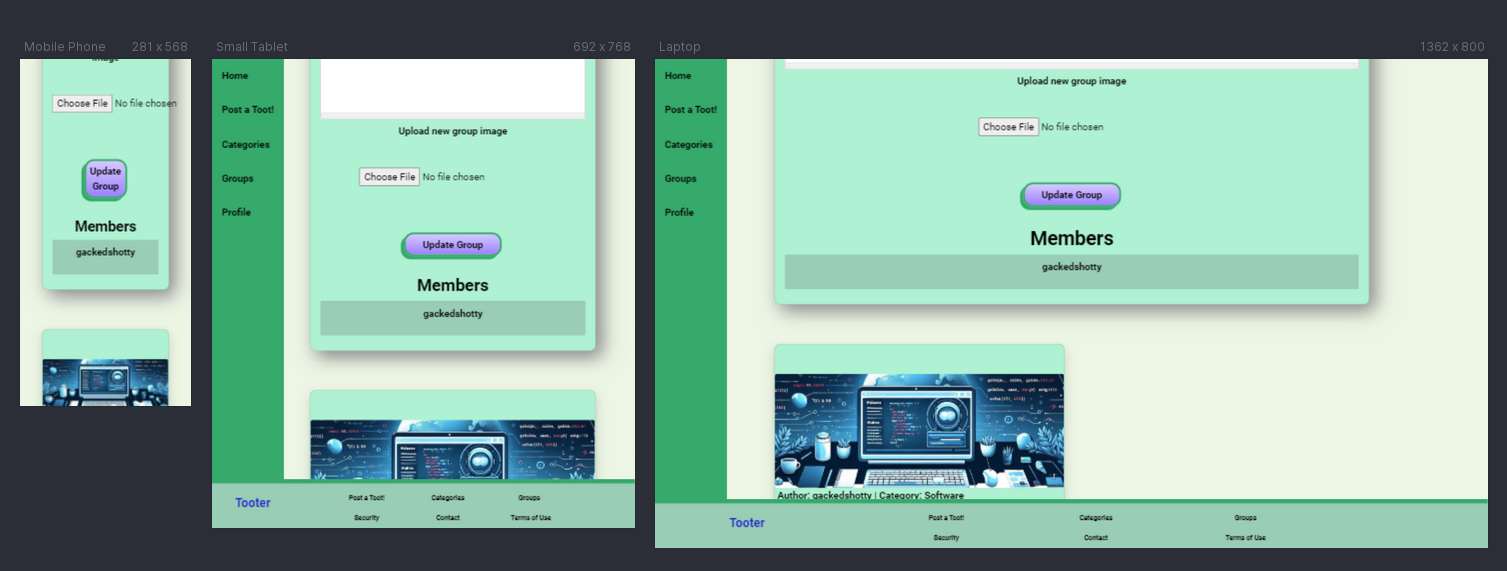 Mobile Phone 281 x 568
image
Choose File No file chosen
Update
Group
Members
gackedshotty
Small Tablet 692 x 768
Home
Post a Toot!
Categories
Groups
Profile
Upload new group image
Choose File No file chosen
Update Group
Members
gackedshotty
Tooter
Post a Toot! Categories Groups
Security Contact Terms of Use
Laptop 1362 x 800
Home
Post a Toot!
Categories
Groups
Profile
Upload new group image
Choose File No file chosen
Update Group
Members
gackedshotty
Author: gackedshotty | Category: Software
Tooter
Post a Toot! Categories Groups
Security Contact Terms of Use